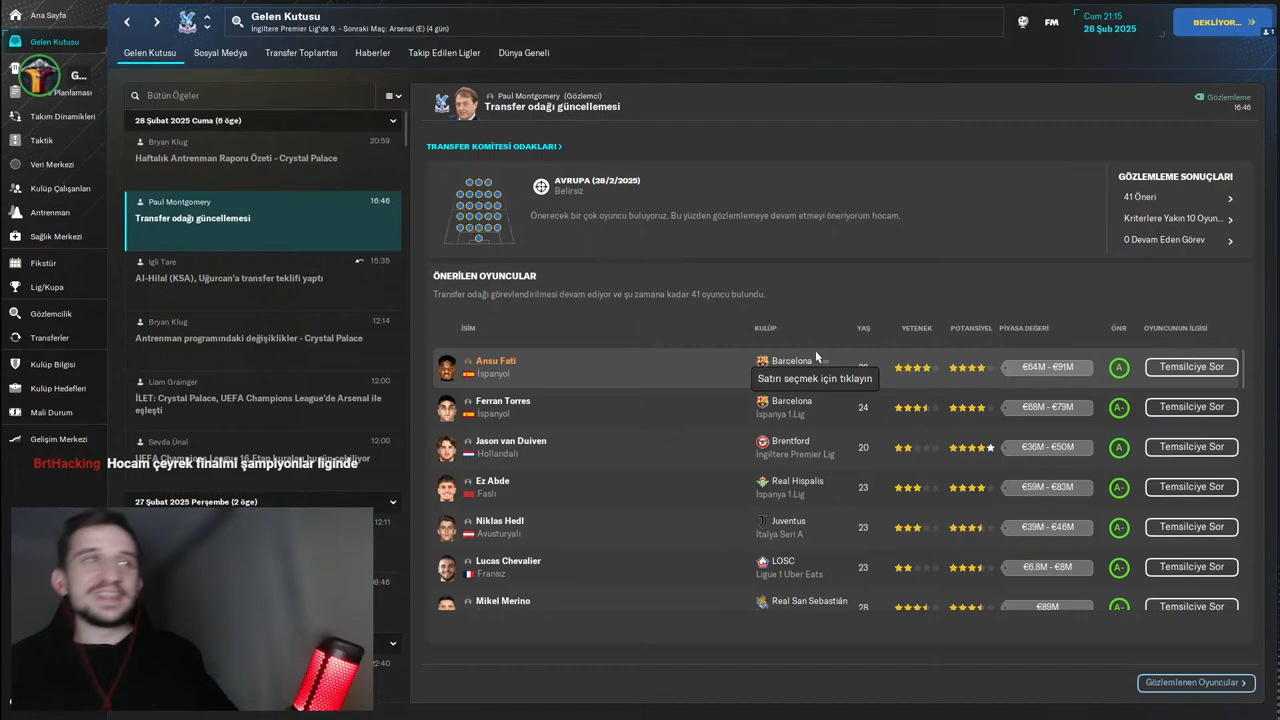 Ana Sayfa
Gelen Kutusu
G...
Planlaması
Takım Dinamikleri
Taktik
Veri Merkezi
Kulüp Çalışanları
Antrenman
Sağlık Merkezi
Fikstür
Lig/Kupa
Gözlemcilik
Transferler
Kulüp Bilgisi
Kulüp Hedefleri
Mali Durum
Gelişim Merkezi
Gelen Kutusu
İngiltere Premier Lig'de 9. - Sonraki Maç: Arsenal (E) (4 gün)
FM
Cum 21:15
28 Şub 2025
BEKLİYOR...
1
Gelen Kutusu
Sosyal Medya
Transfer Toplantısı
Haberler
Takip Edilen Ligler
Dünya Geneli
Bütün Ögeler
28 Şubat 2025 Cuma (6 öge)
Bryan Klug 20:59
Haftalık Antrenman Raporu Özeti - Crystal Palace
Paul Montgomery 16:46
Transfer odağı güncellemesi
Igli Tare 15:35
Al-Hilal (KSA), Uğurcan'a transfer teklifi yaptı
Bryan Klug 12:14
Antrenman programındaki değişiklikler - Crystal Palace
Liam Grainger 12:00
İLET: Crystal Palace, UEFA Champions League'de Arsenal ile
eşleşti
Sevda Ünal 12:00
BrtHacking Hocam çeyrek finalmi şampiyonlar liginde
27 Şubat 2025 Perşembe (2 öge)
12:11
Paul Montgomery (Gözlemci)
Transfer odağı güncellemesi
Gözlemleme
16:46
TRANSFER KOMİTESİ ODAKLARI >
AVRUPA (28/2/2025)
Belirsiz
Önerecek bir çok oyuncu buluyoruz. Bu yüzden gözlemlemeye devam etmeyi öneriyorum hocam.
GÖZLEMLEME SONUÇLARI
41 Öneri
Kriterlere Yakın 10 Oyun...
0 Devam Eden Görev
ÖNERİLEN OYUNCULAR
Transfer odağı görevlendirilmesi devam ediyor ve şu zamana kadar 41 oyuncu bulundu.
İSİM KULÜP YAŞ YETENEK POTANSİYEL PİYASA DEĞERİ ÖNR OYUNCUNUN İLGİSİ
Ansu Fati Barcelona €64M - €91M A Temsilciye Sor
İspanyol
Satırı seçmek için tıklayın
Ferran Torres Barcelona 24 €68M - €79M A- Temsilciye Sor
İspanyol İspanya 1.Lig
Jason van Duiven Brentford 20 €36M - €50M A Temsilciye Sor
Hollandalı İngiltere Premier Lig
Ez Abde Real Hispalis 23 €59M - €83M A- Temsilciye Sor
Faslı İspanya 1.Lig
Niklas Hedl Juventus 23 €39M - €46M A- Temsilciye Sor
Avusturyalı İtalya Seri A
Lucas Chevalier LOSC 23 €6.8M - €8M A- Temsilciye Sor
Fransız Ligue 1 Uber Eats
Mikel Merino Real San Sebastián 28 €89M A- Temsilciye Sor
Gözlemlenen Oyuncular >